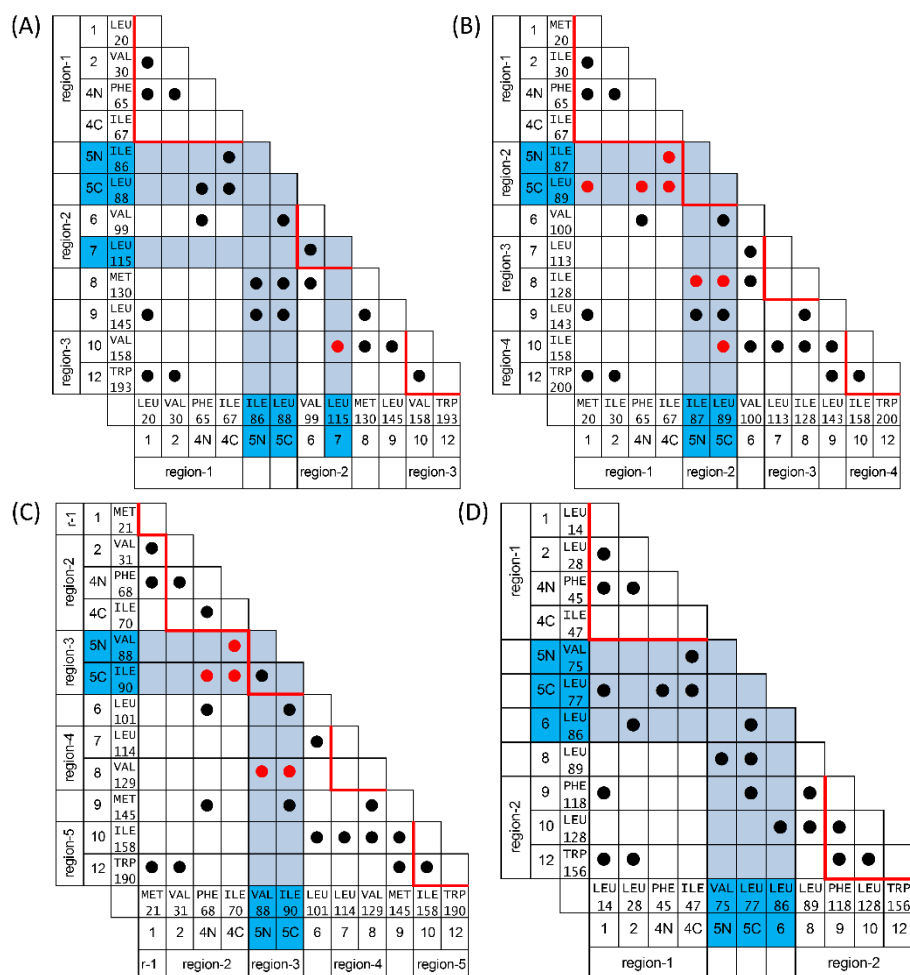 (A)
region-1
1 LEU 20
2 VAL 30
4N PHE 65
4C ILE 67
5N ILE 86
5C LEU 88
region-2
6 VAL 99
7 LEU 115
8 MET 130
9 LEU 145
region-3
10 VAL 158
12 TRP 193
LEU VAL PHE ILE ILE LEU VAL LEU MET LEU VAL TRP
20 30 65 67 86 88 99 115 130 145 158 193
1 2 4N 4C 5N 5C 6 7 8 9 10 12
region-1 region-2 region-3
(B)
region-1
1 MET 20
2 ILE 30
4N PHE 65
4C ILE 67
region-2
5N ILE 87
5C LEU 89
6 VAL 100
region-3
7 LEU 113
8 ILE 128
9 LEU 143
region-4
10 ILE 158
12 TRP 200
MET ILE PHE ILE ILE LEU VAL LEU ILE LEU ILE TRP
20 30 65 67 87 89 100 113 128 143 158 200
1 2 4N 4C 5N 5C 6 7 8 9 10 12
region-1 region-2 region-3 region-4
(C)
r-1
1 MET 21
region-2
2 VAL 31
4N PHE 68
4C ILE 70
region-3
5N VAL 88
5C ILE 90
6 LEU 101
region-4
7 LEU 114
8 VAL 129
9 MET 145
region-5
10 ILE 158
12 TRP 190
MET VAL PHE ILE VAL ILE LEU LEU VAL MET ILE TRP
21 31 68 70 88 90 101 114 129 145 158 190
1 2 4N 4C 5N 5C 6 7 8 9 10 12
r-1 region-2 region-3 region-4 region-5
(D)
region-1
1 LEU 14
2 LEU 28
4N PHE 45
4C ILE 47
5N VAL 75
5C LEU 77
6 LEU 86
region-2
8 LEU 89
9 PHE 118
10 LEU 128
12 TRP 156
LEU LEU PHE ILE VAL LEU LEU LEU PHE LEU TRP
14 28 45 47 75 77 86 89 118 128 156
1 2 4N 4C 5N 5C 6 8 9 10 12
region-1 region-2